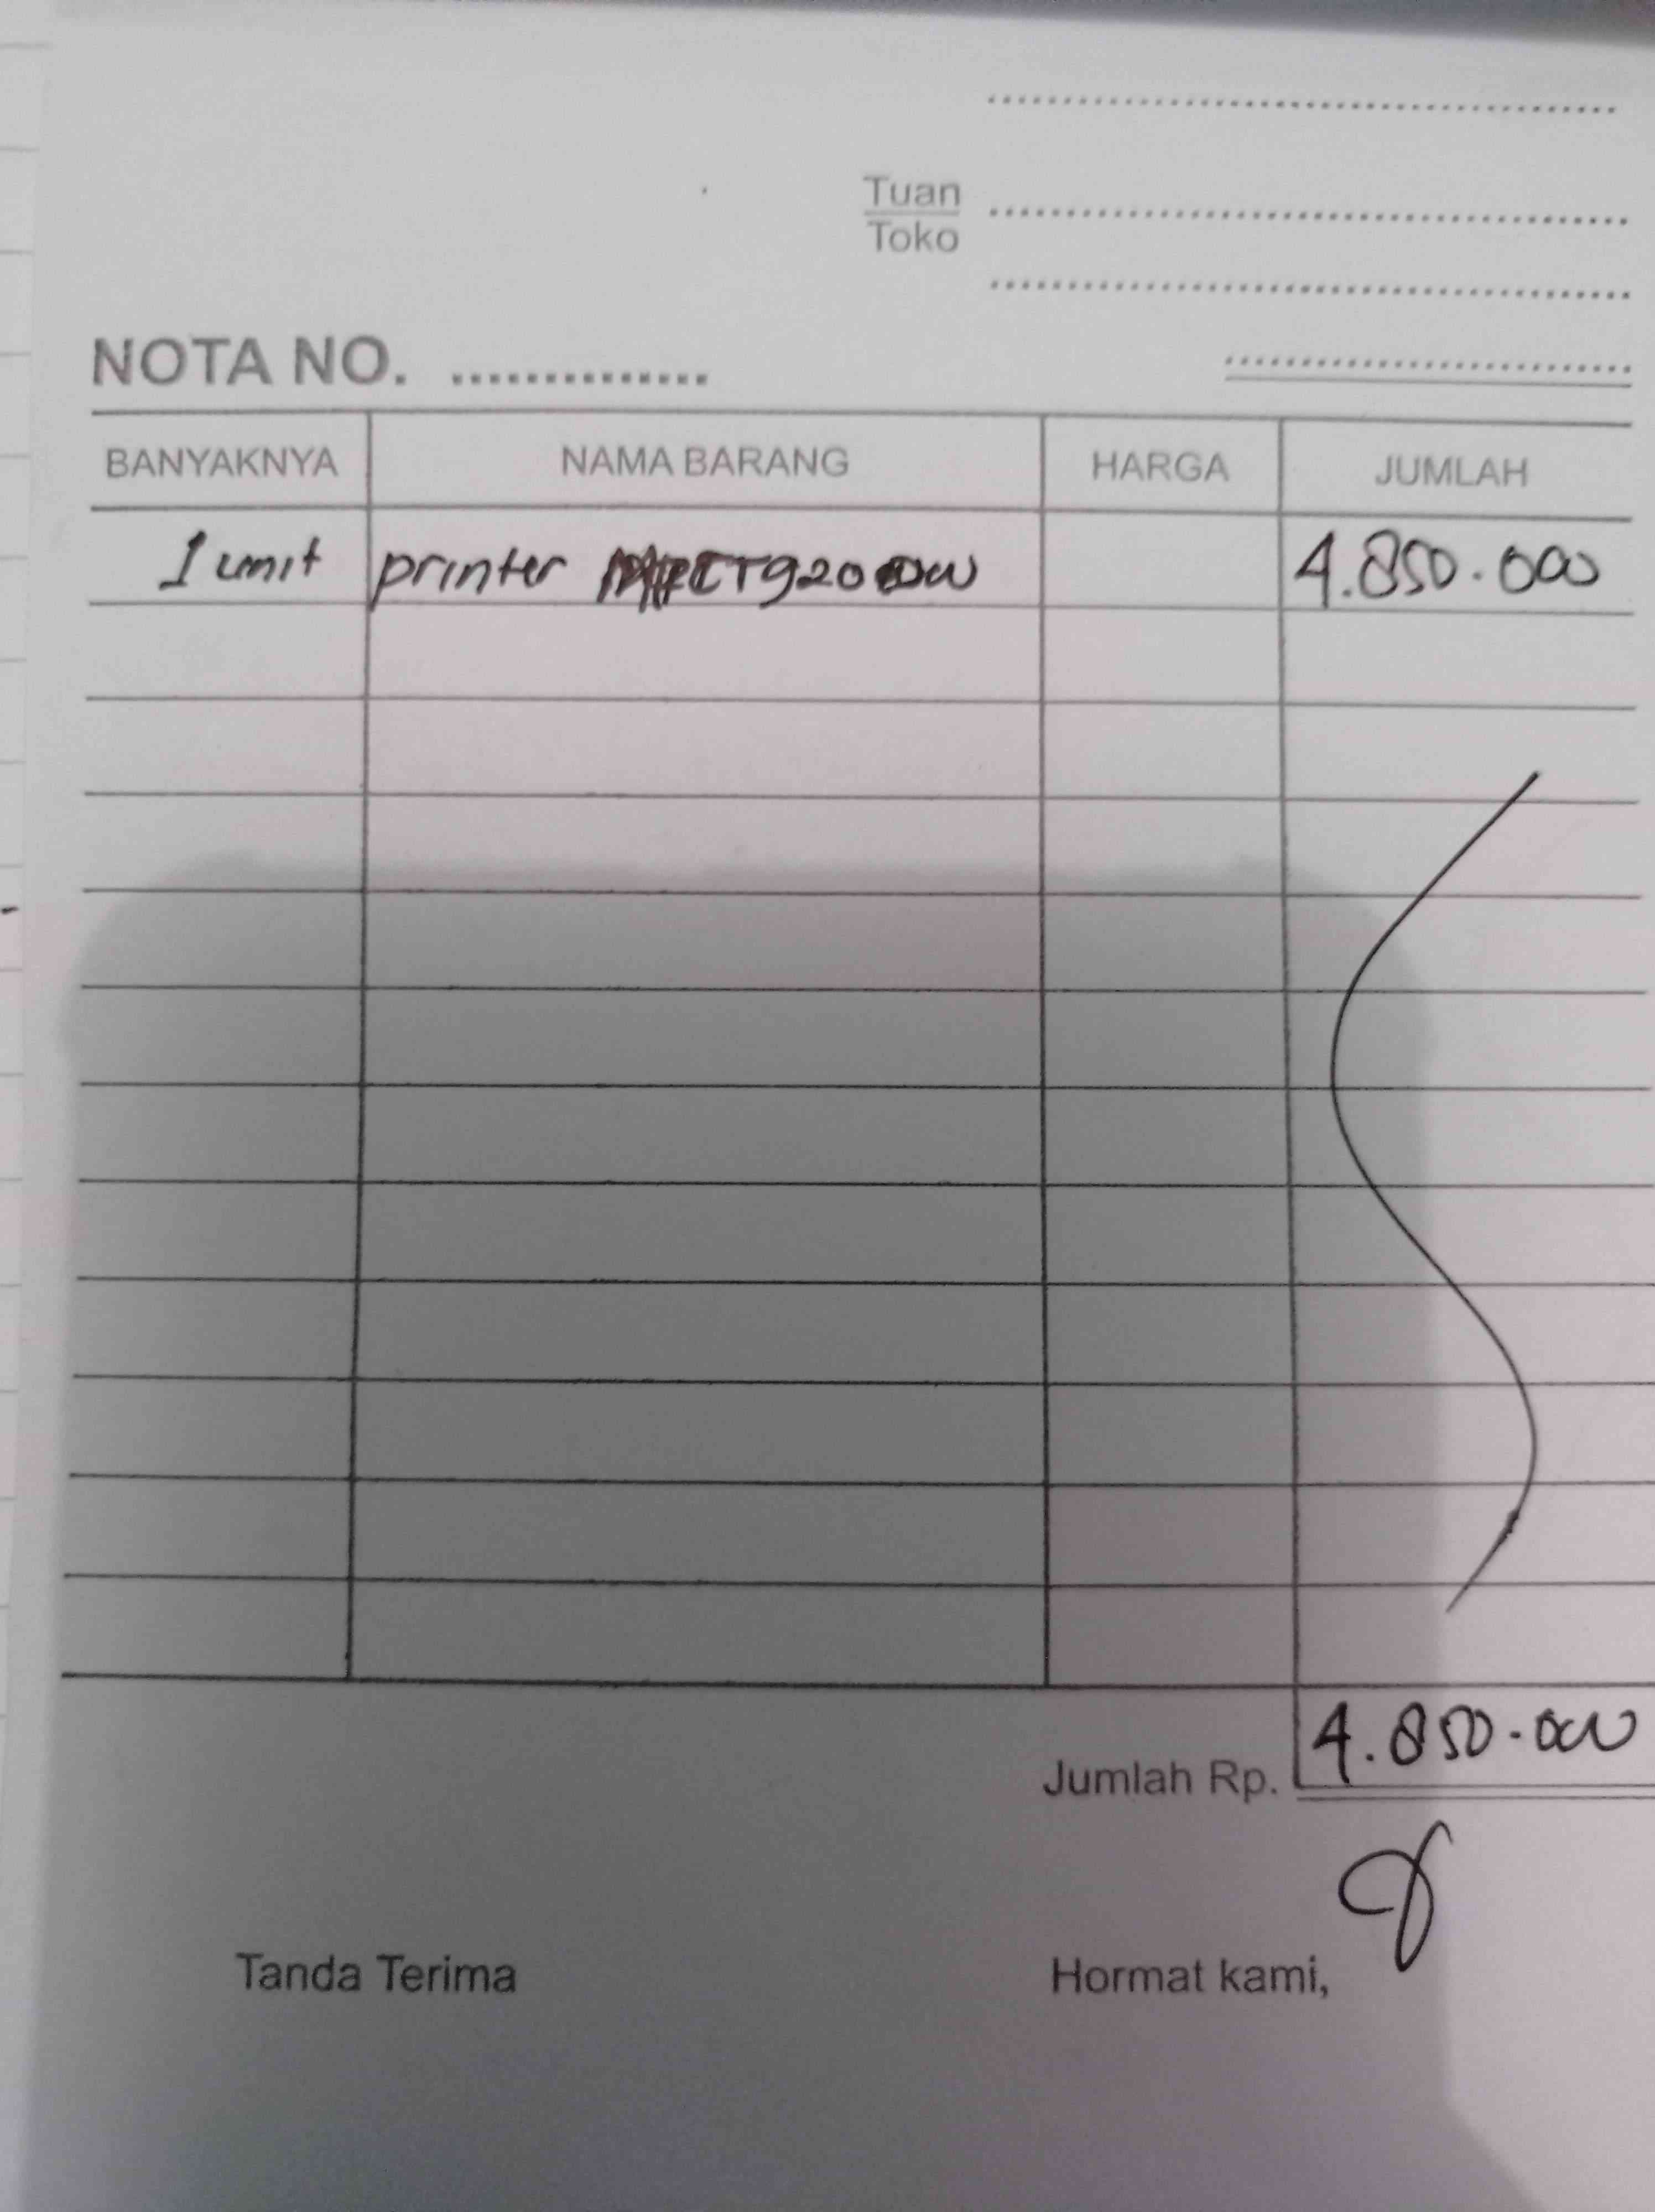 Tuan
Toko
NOTA NO. ..............
BANYAKNYA NAMA BARANG HARGA JUMLAH
1 unit printer 4.850.000
Jumlah Rp. 4.850.000
Tanda Terima Hormat kami,